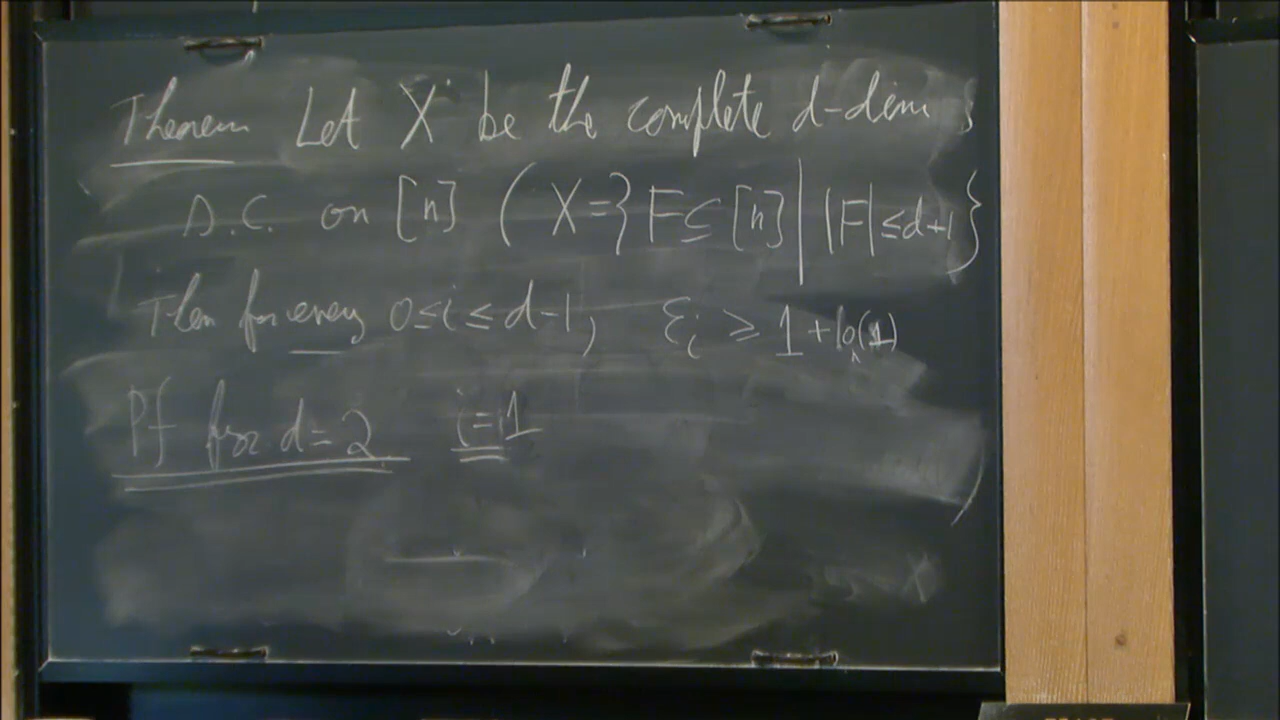 Theorem Let X be the complete d-dim
S.C. on [n] (X={F⊆[n] | |F|≤d+1}
Then for every 0≤i≤d-1, ℰᵢ ≥ 1+o(1)
Pf for d=2 i=1